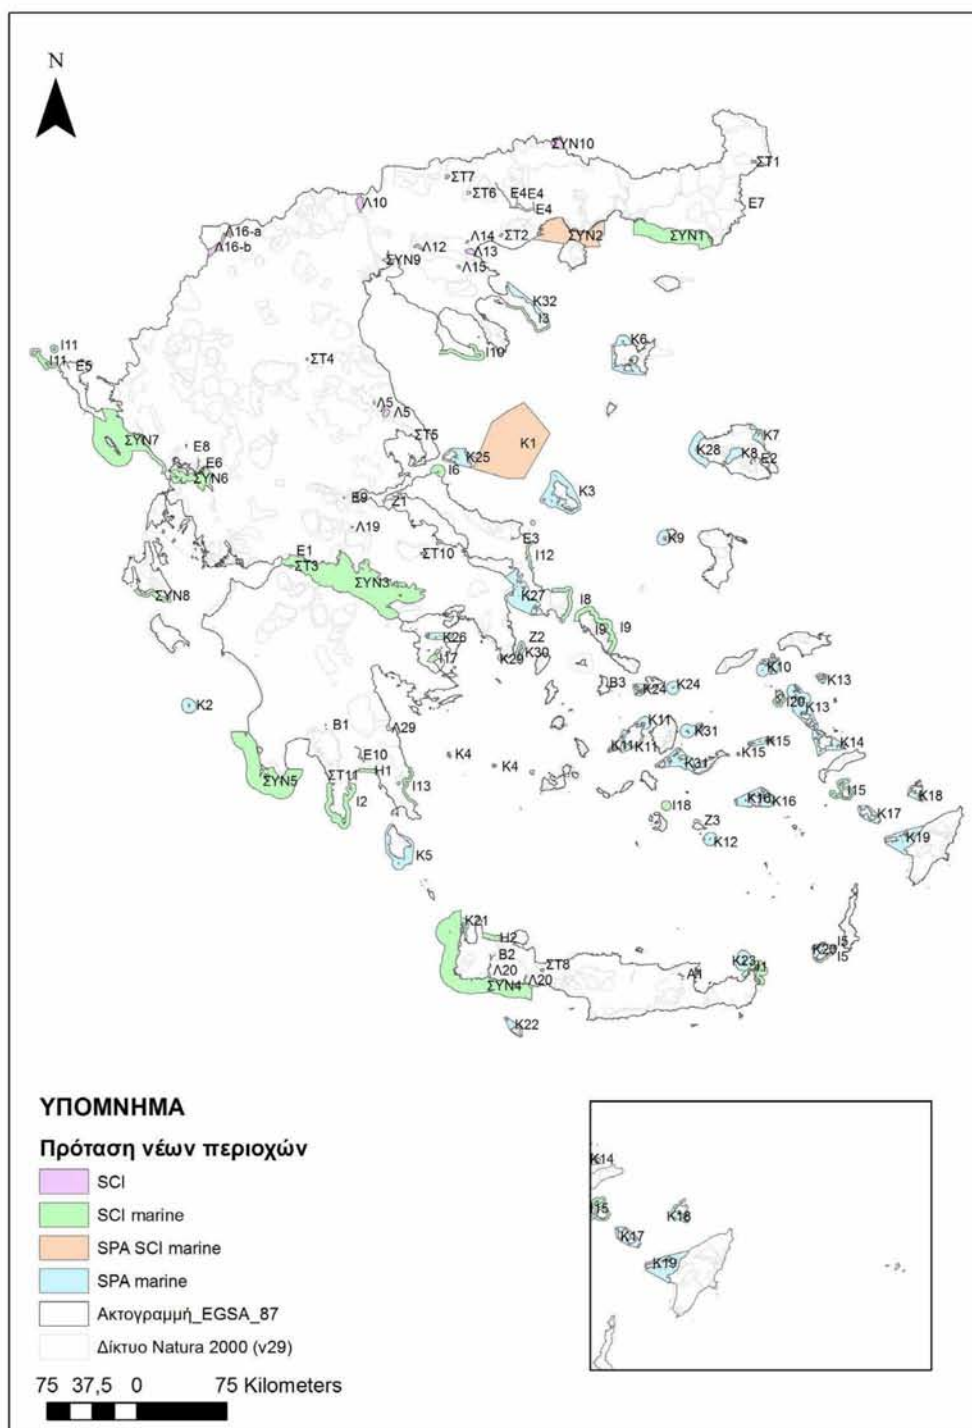 N
ΣΥΝ10
ΣΤ1
ΣΤ7
ΣΤ6
Ε4Ε4
Ε4
Ε7
Λ10
Λ16-a
Λ16-b
Λ14
ΣΤ2
ΣΥΝ2
ΣΥΝ1
Λ12
Λ13
ΣΥΝ9
Λ15
Κ32
Ι3
Ι11
Ι11
Ε5
Ι10
Κ6
ΣΤ4
Λ5
Λ5
ΣΤ5
Κ1
Κ7
Κ28
Κ8
Ε2
ΣΥΝ7
Ε8
Ε6
ΣΥΝ6
Κ25
Ι6
Κ3
Ε9
Ζ1
Λ19
Ε3
Κ9
Ε1
ΣΤ3
ΣΤ10
Ι12
ΣΥΝ3
ΣΥΝ8
Κ27
Ι8
Ι9
Ι9
Κ26
Ι17
Ζ2
Κ29
Κ30
Κ10
Β3
Κ24
Κ24
Κ13
Ι20
Κ13
Κ2
Β1
Λ29
Κ11
Κ11
Κ11
Κ31
Κ31
Κ15
Κ15
Κ14
Ε10
Κ4
Κ4
ΣΥΝ5
ΣΤ11
Η1
Ι2
Ι13
Ι18
Κ16
Κ16
Ι15
Κ18
Κ17
Ζ3
Κ12
Κ19
Κ5
Κ21
Η2
Β2
Λ20
Λ20
ΣΤ8
ΣΥΝ4
Α1
Κ23
Κ20
Ι5
Ι5
Κ22
ΥΠΟΜΝΗΜΑ
Πρόταση νέων περιοχών
SCI
SCI marine
SPA SCI marine
SPA marine
Ακτογραμμή_EGSA_87
Δίκτυο Natura 2000 (v29)
75 37,5 0 75 Kilometers
Κ14
Ι15
Κ18
Κ17
Κ19